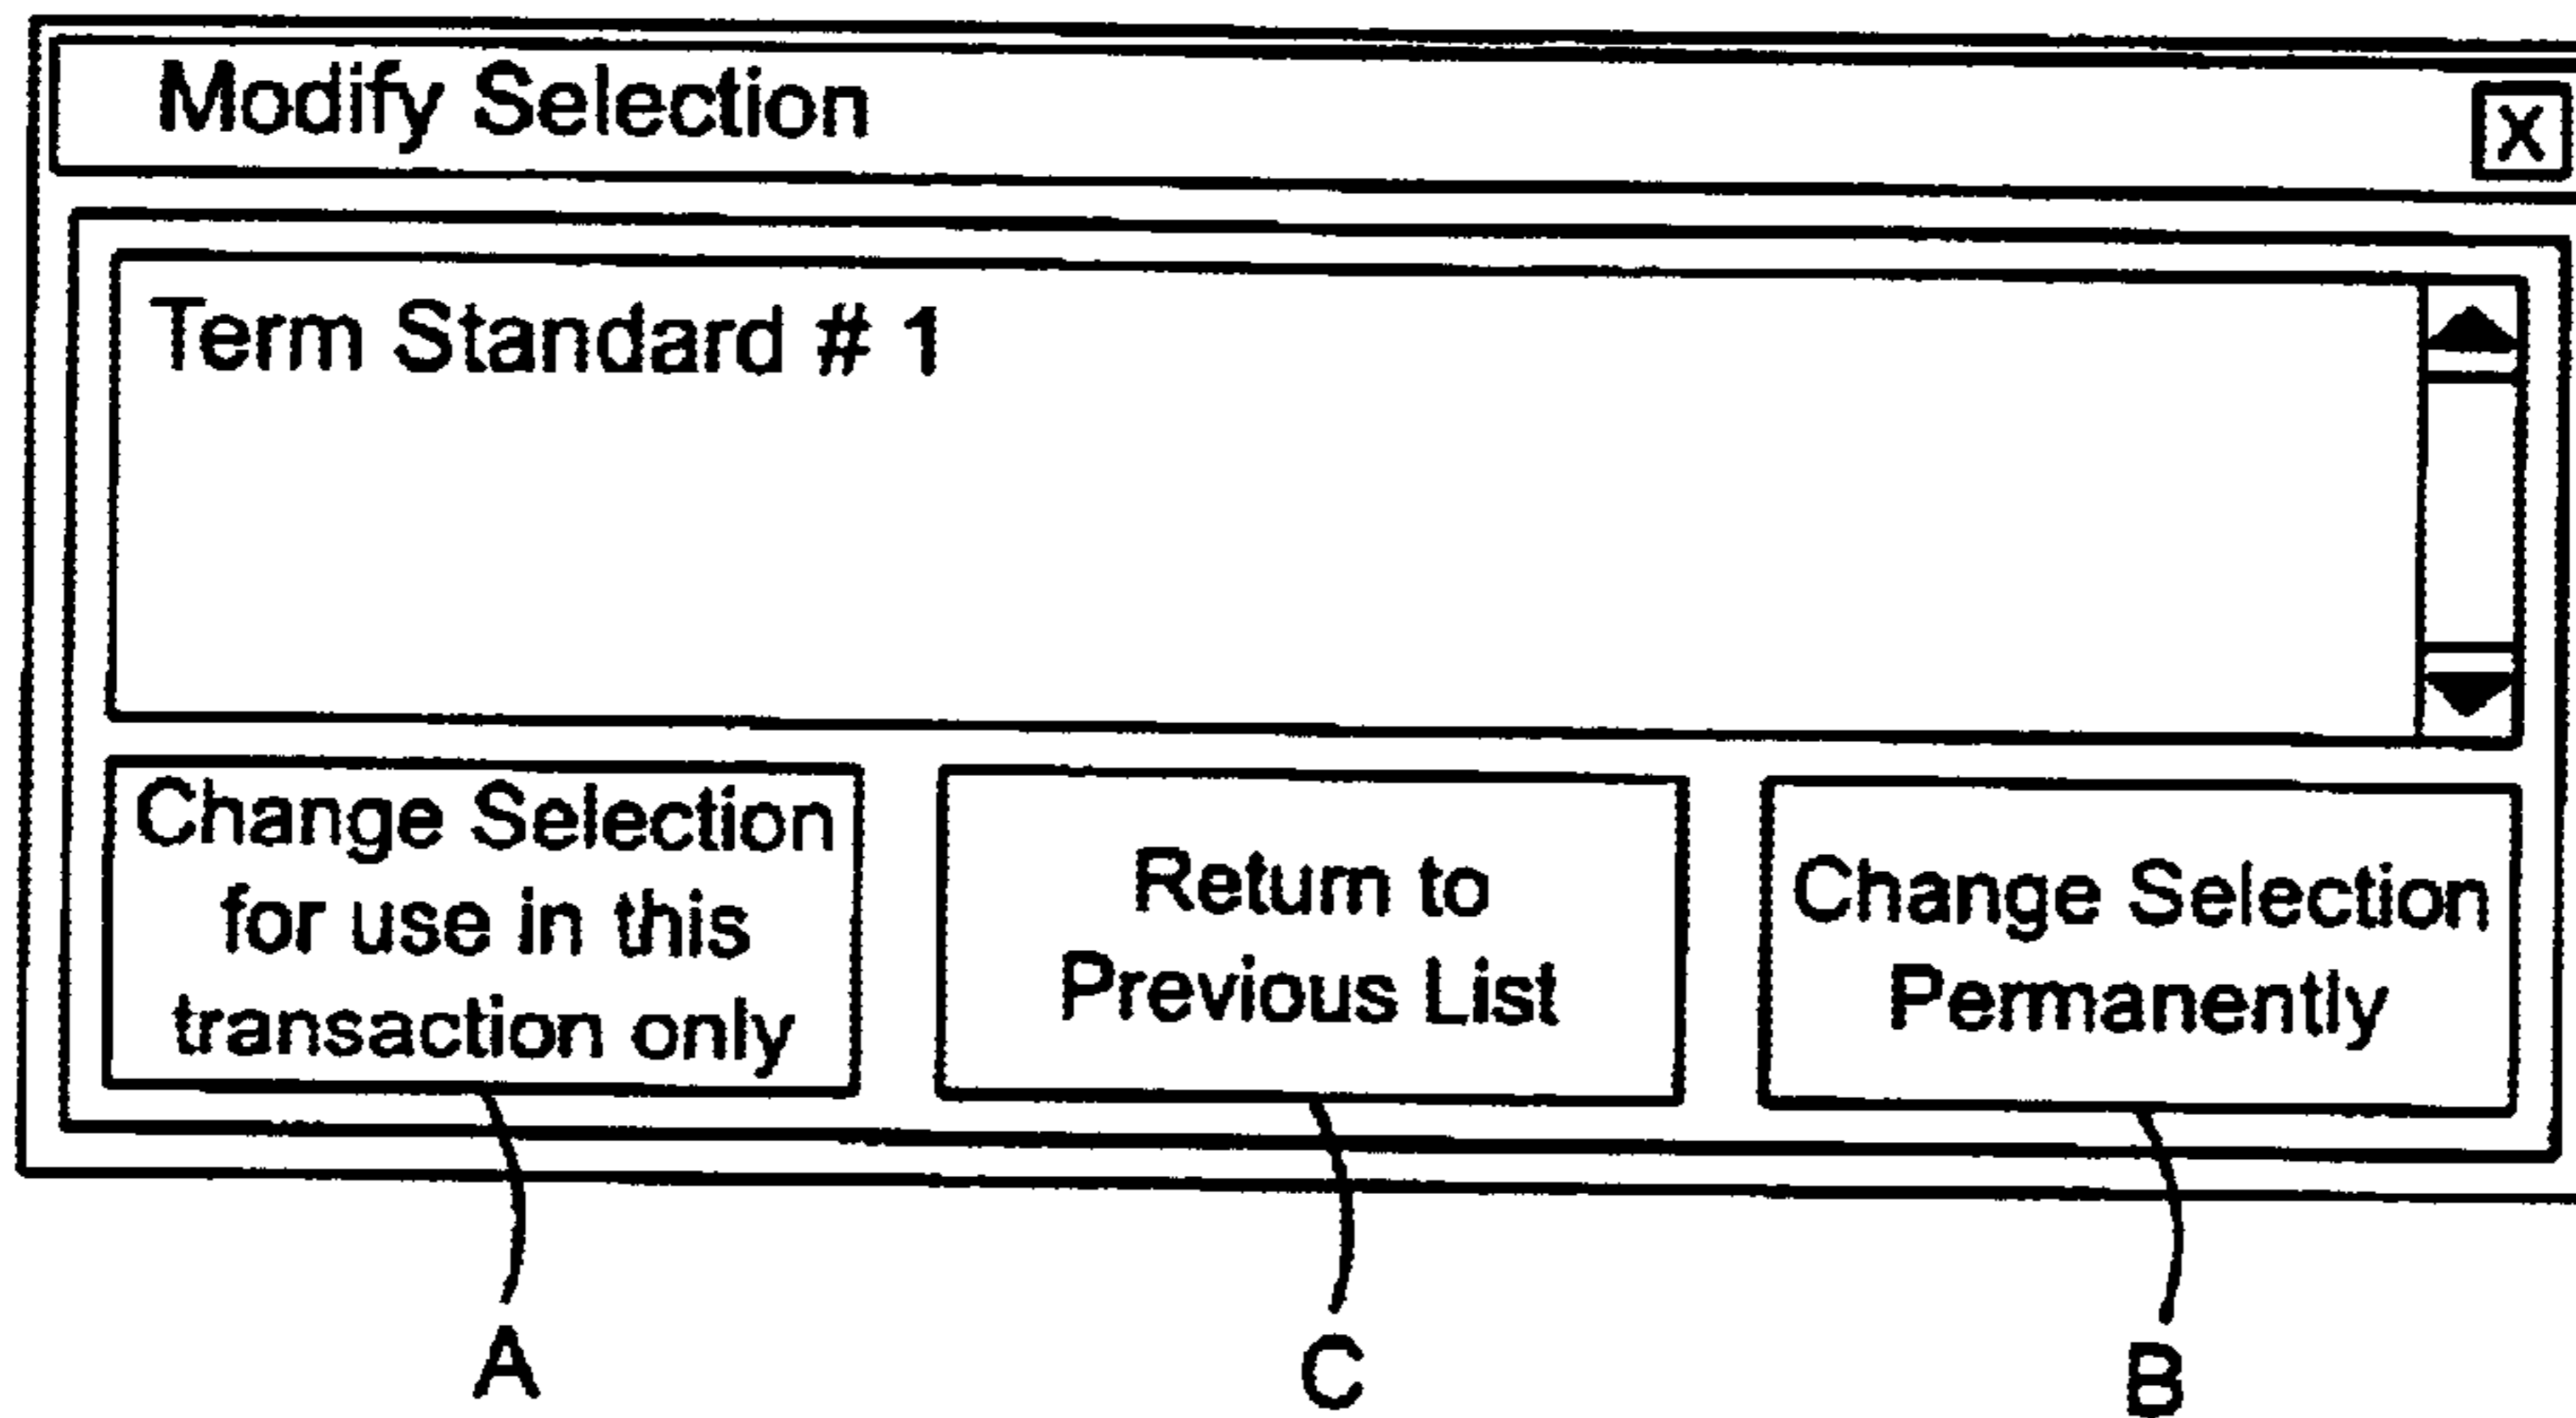 Modify Selection
X
Term Standard # 1
Change Selection
for use in this
transaction only
Return to
Previous List
Change Selection
Permanently
A
C
B